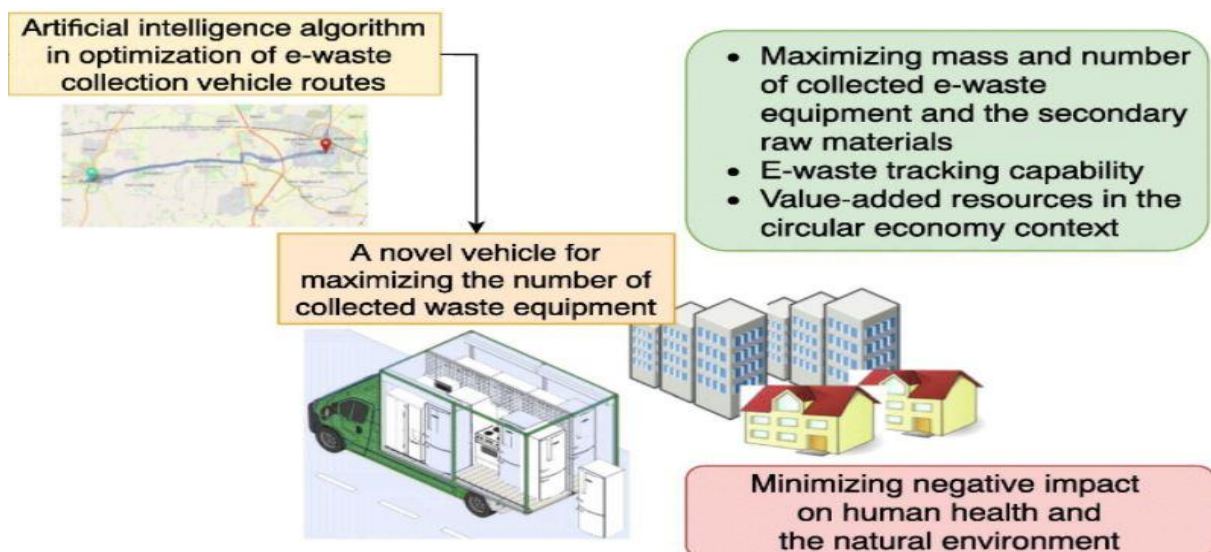 Artificial intelligence algorithm
in optimization of e-waste
collection vehicle routes
• Maximizing mass and number
of collected e-waste
equipment and the secondary
raw materials
• E-waste tracking capability
• Value-added resources in the
circular economy context
A novel vehicle for
maximizing the number of
collected waste equipment
Minimizing negative impact
on human health and
the natural environment